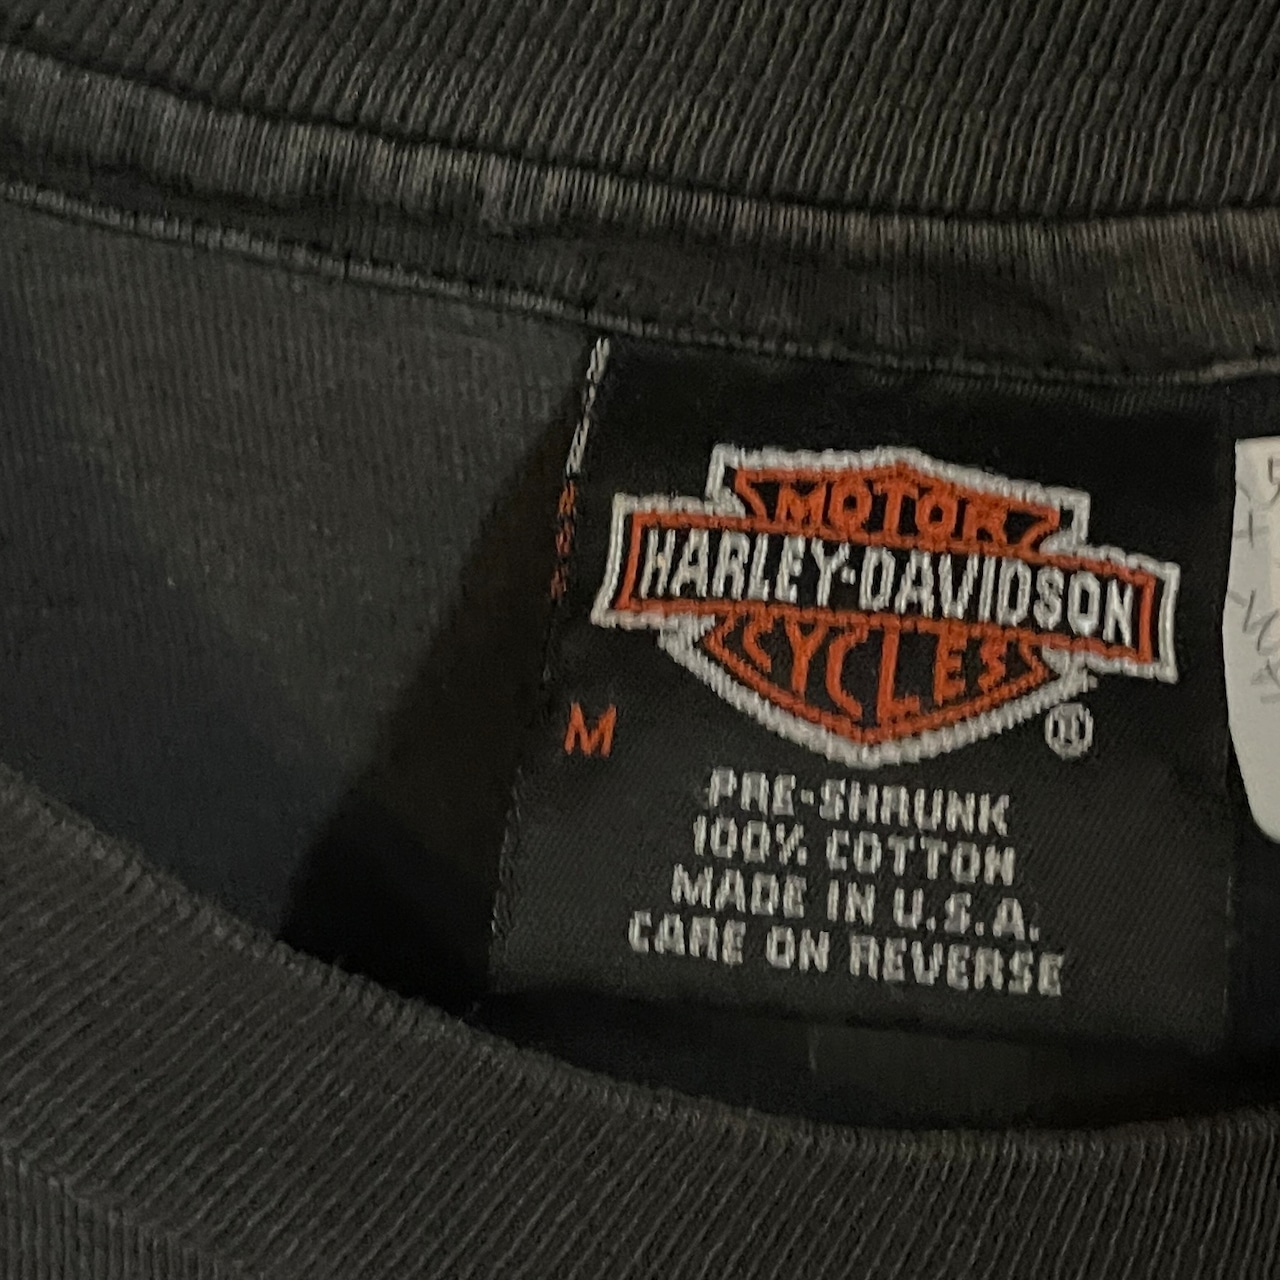 MOTOR
HARLEY-DAVIDSON
CYCLES
®
M
PRE-SHRUNK
100% COTTON
MADE IN U.S.A.
CARE ON REVERSE